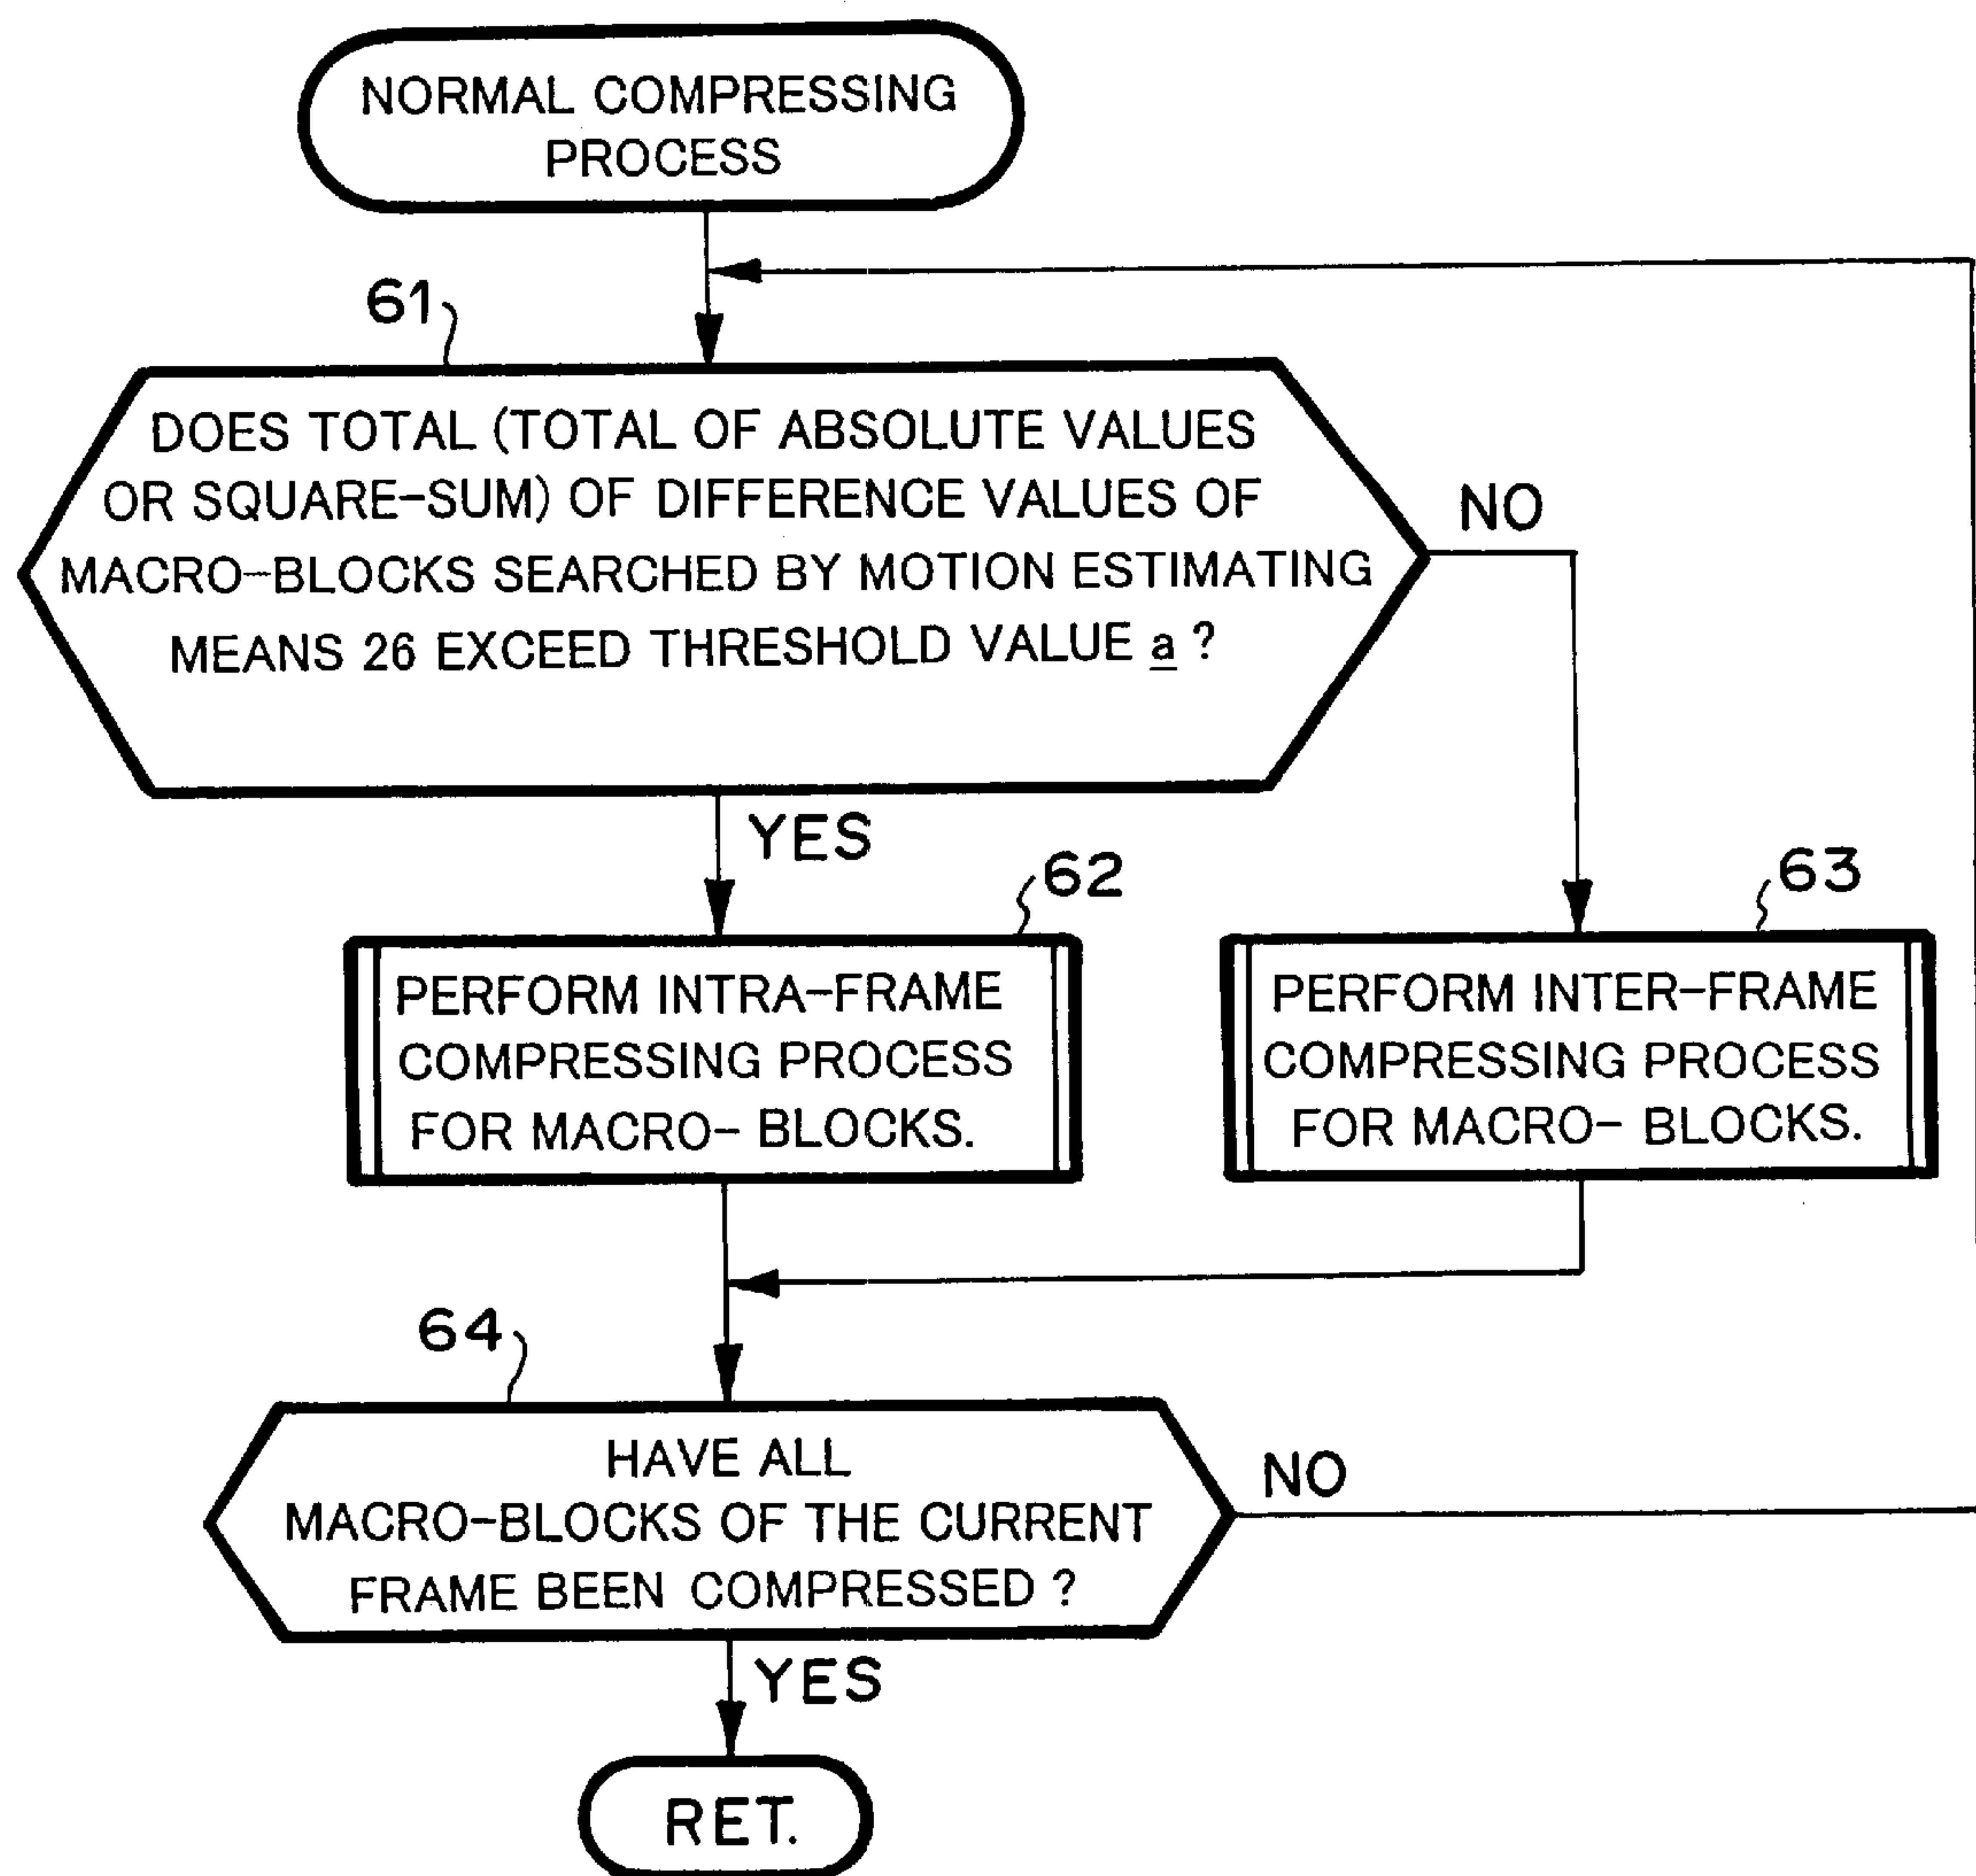 NORMAL COMPRESSING
PROCESS
61
DOES TOTAL (TOTAL OF ABSOLUTE VALUES
OR SQUARE-SUM) OF DIFFERENCE VALUES OF
MACRO-BLOCKS SEARCHED BY MOTION ESTIMATING
MEANS 26 EXCEED THRESHOLD VALUE a ?
NO
YES
62
PERFORM INTRA-FRAME
COMPRESSING PROCESS
FOR MACRO- BLOCKS.
63
PERFORM INTER-FRAME
COMPRESSING PROCESS
FOR MACRO- BLOCKS.
64
HAVE ALL
MACRO-BLOCKS OF THE CURRENT
FRAME BEEN COMPRESSED ?
NO
YES
RET.